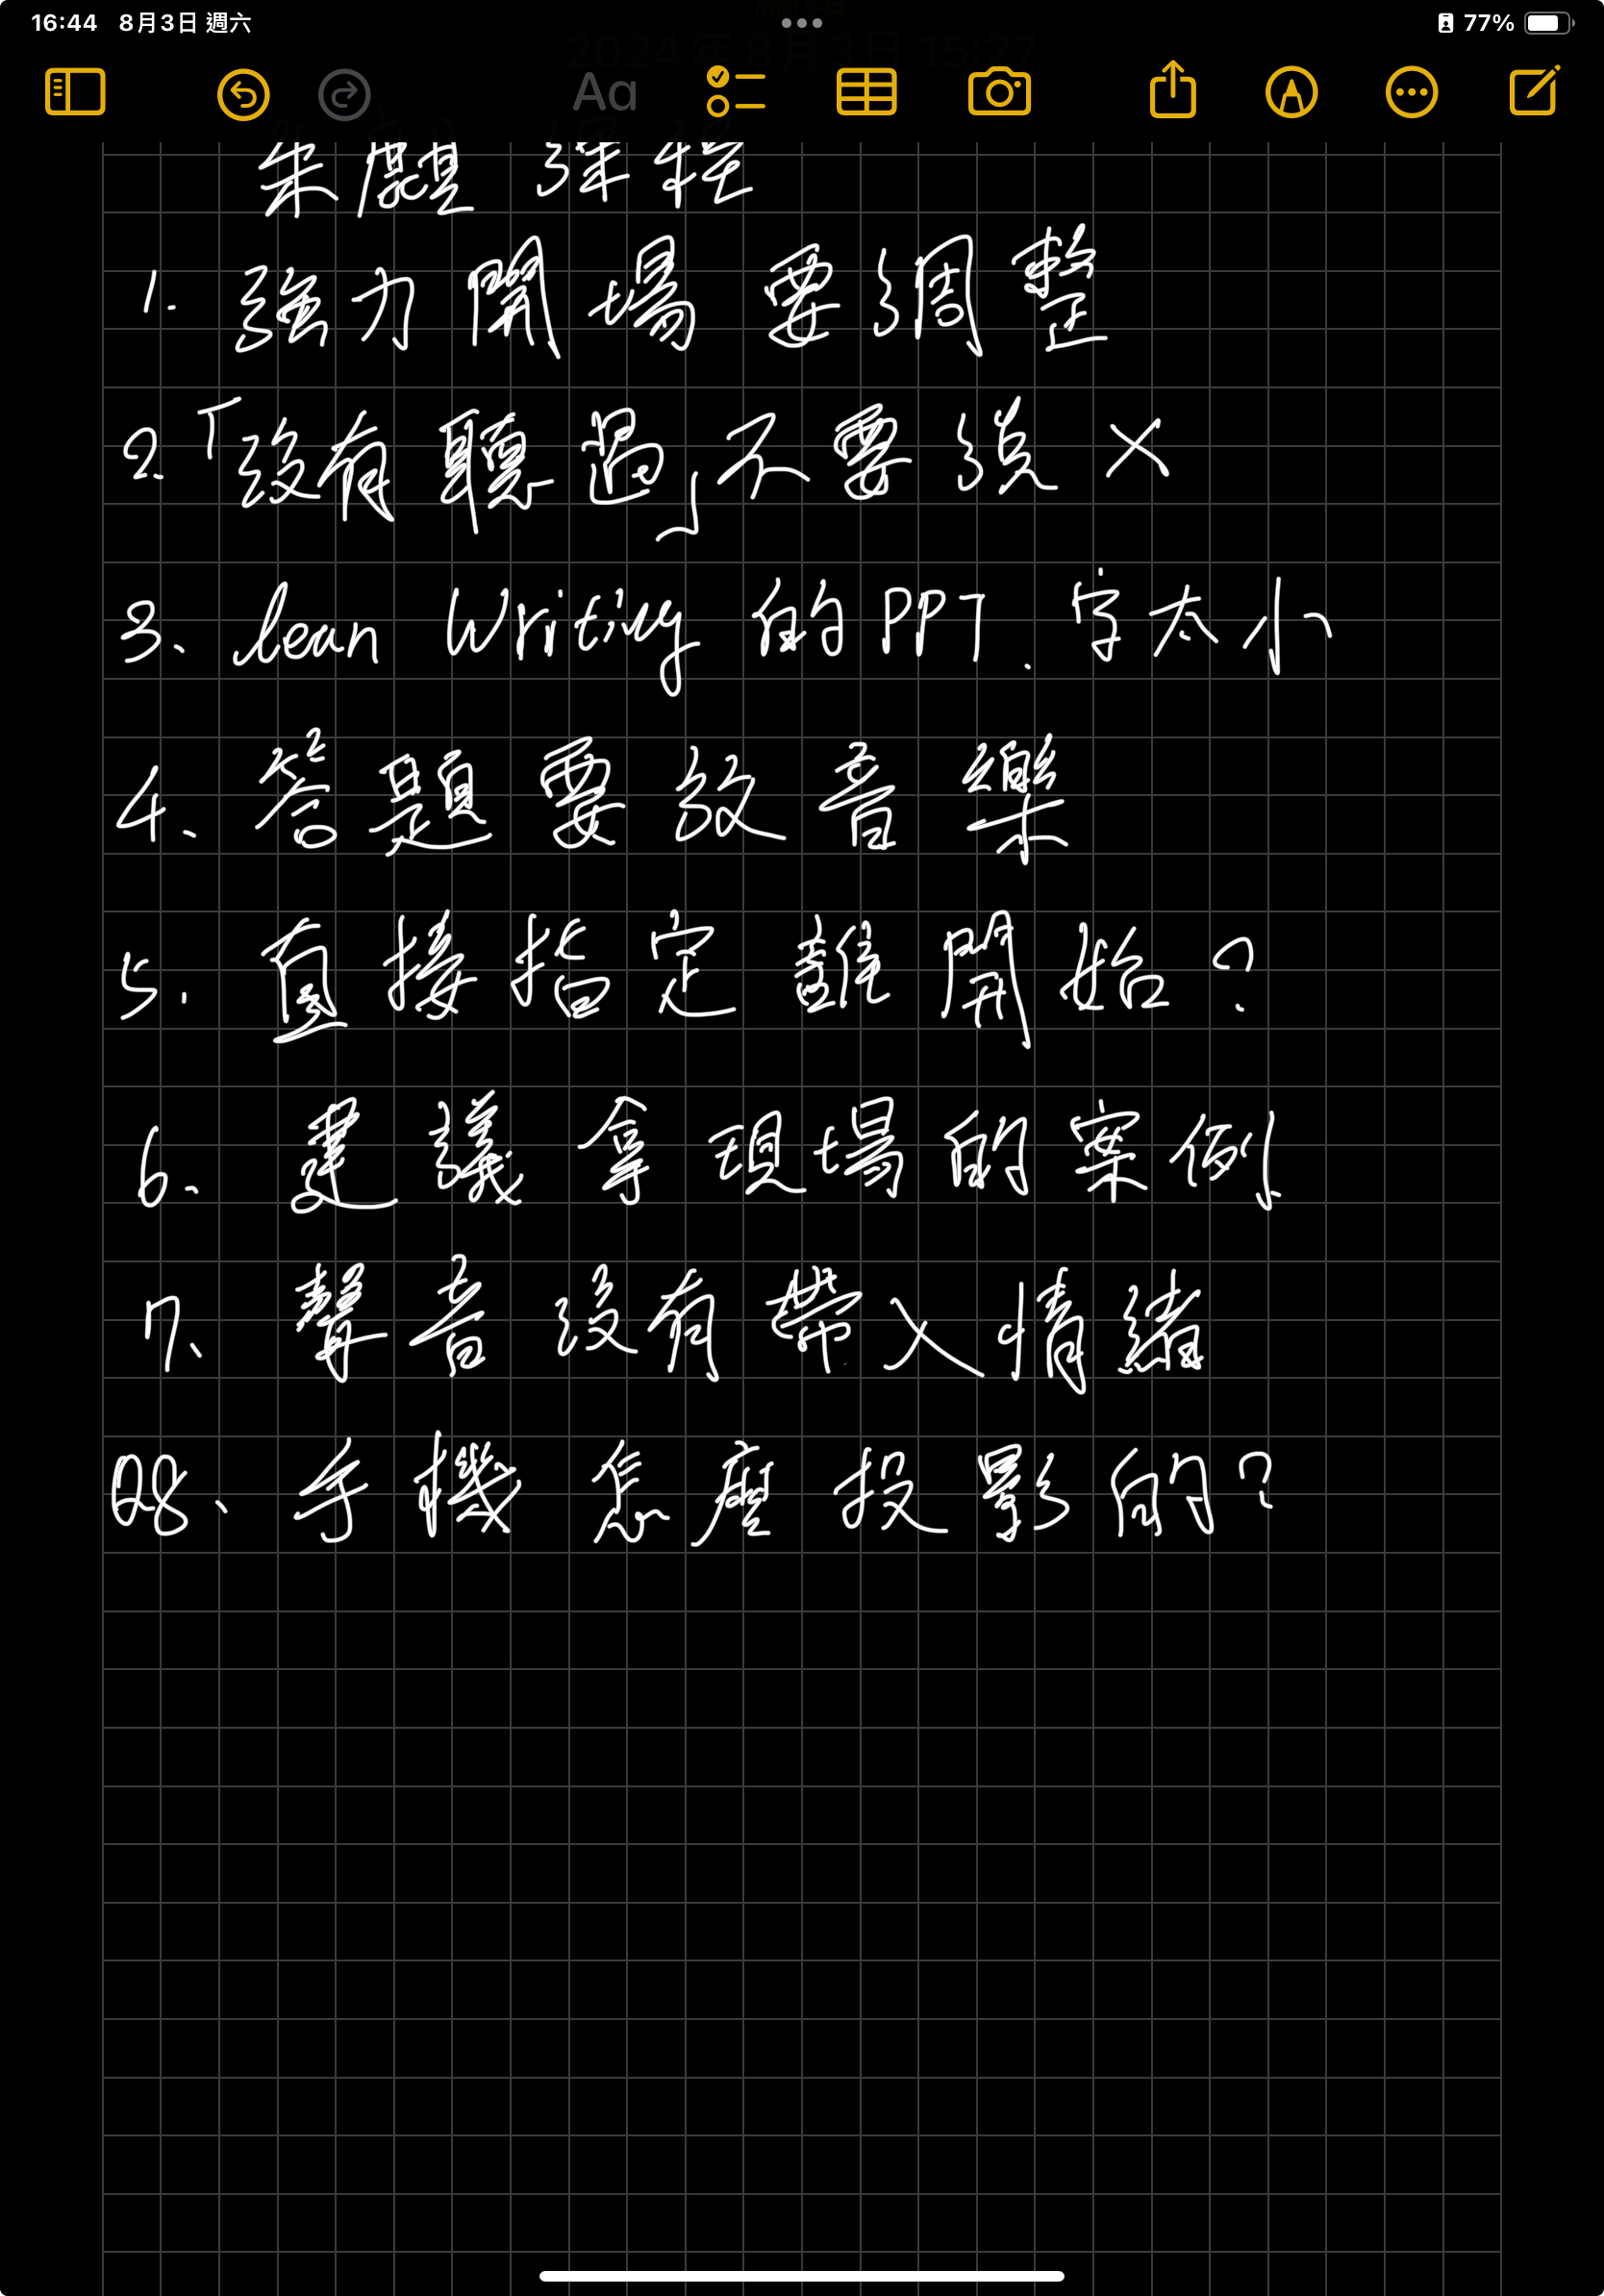 16:44 8月3日 週六 77%
2024年8月3日 15:27
Aa
課程
1. 強力開場要調整
2.「沒有聽過」不要說 X
3、lean Writing 的PPT. 字太小
4、答題要放音樂
5. 直接指定誰開始?
6、建議拿現場的案例
7、聲音沒有帶入情緒
Q8、手機怎麼投影的?